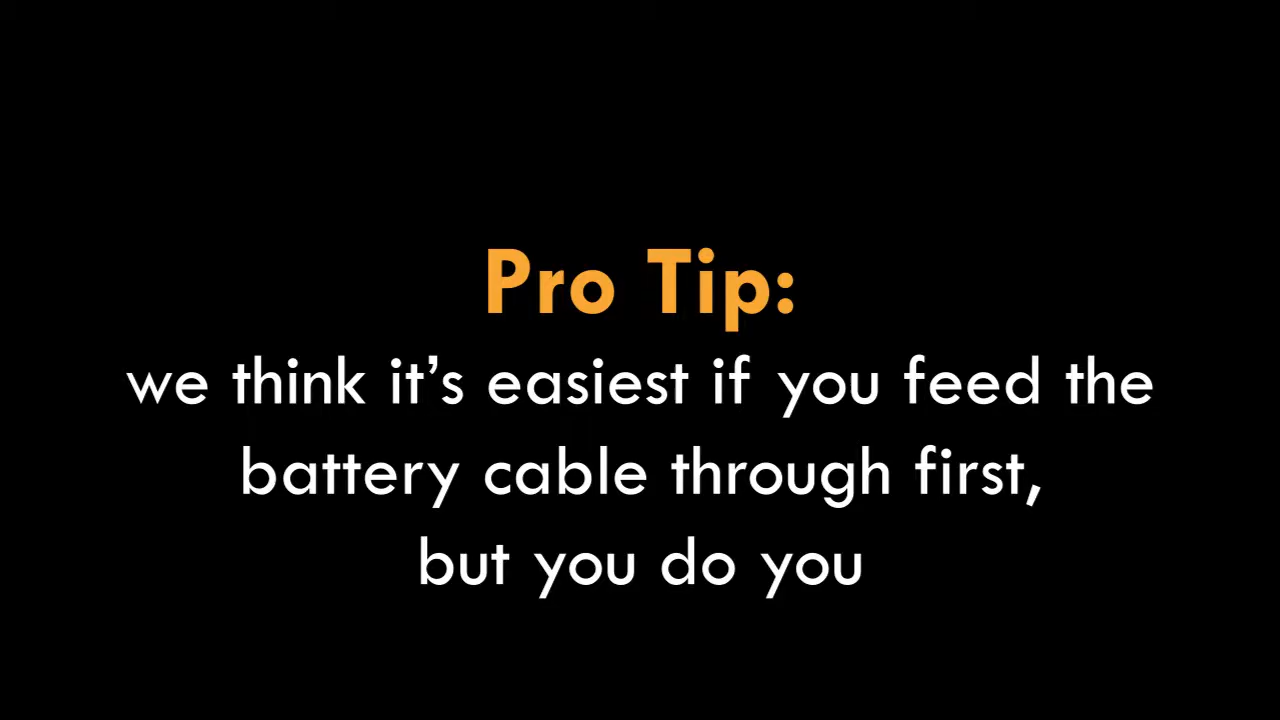 Pro Tip:
we think it’s easiest if you feed the
battery cable through first,
but you do you